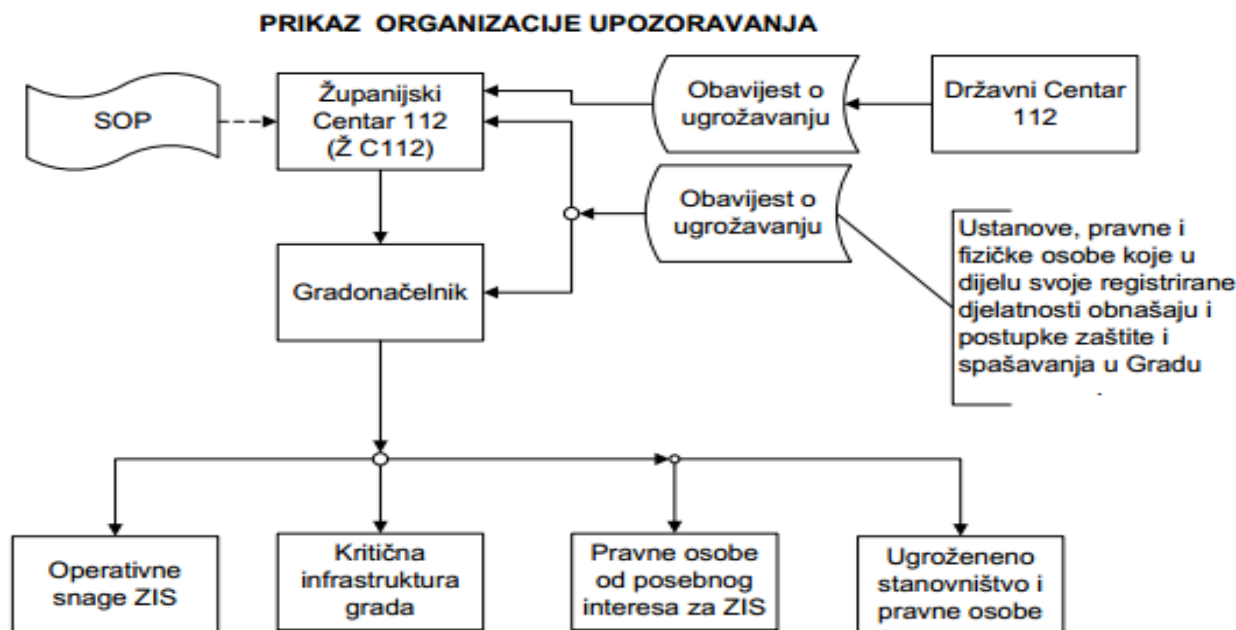 PRIKAZ ORGANIZACIJE UPOZORAVANJA
SOP
Županijski
Centar 112
(Ž C112)
Obavijest o
ugrožavanju
Državni Centar
112
Obavijest o
ugrožavanju
Ustanove, pravne i
fizičke osobe koje u
dijelu svoje registrirane
djelatnosti obnašaju i
postupke zaštite i
spašavanja u Gradu
.
Gradonačelnik
Operativne
snage ZIS
Kritična
infrastruktura
grada
Pravne osobe
od posebnog
interesa za ZIS
Ugroženeno
stanovništvo i
pravne osobe